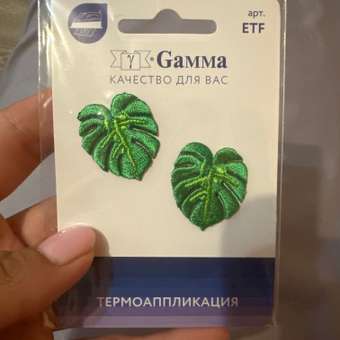 арт.
ETF
γ Gamma
КАЧЕСТВО ДЛЯ ВАС
ТЕРМОАППЛИКАЦИЯ